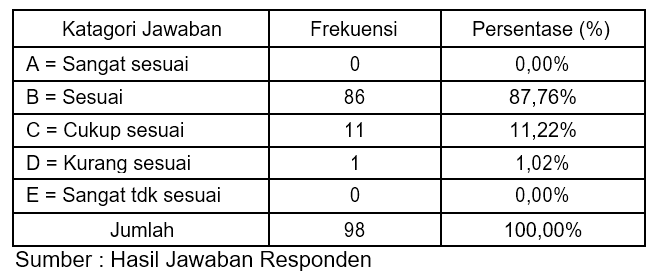 Katagori Jawaban Frekuensi Persentase (%)
A = Sangat sesuai 0 0,00%
B = Sesuai 86 87,76%
C = Cukup sesuai 11 11,22%
D = Kurang sesuai 1 1,02%
E = Sangat tdk sesuai 0 0,00%
Jumlah 98 100,00%
Sumber : Hasil Jawaban Responden